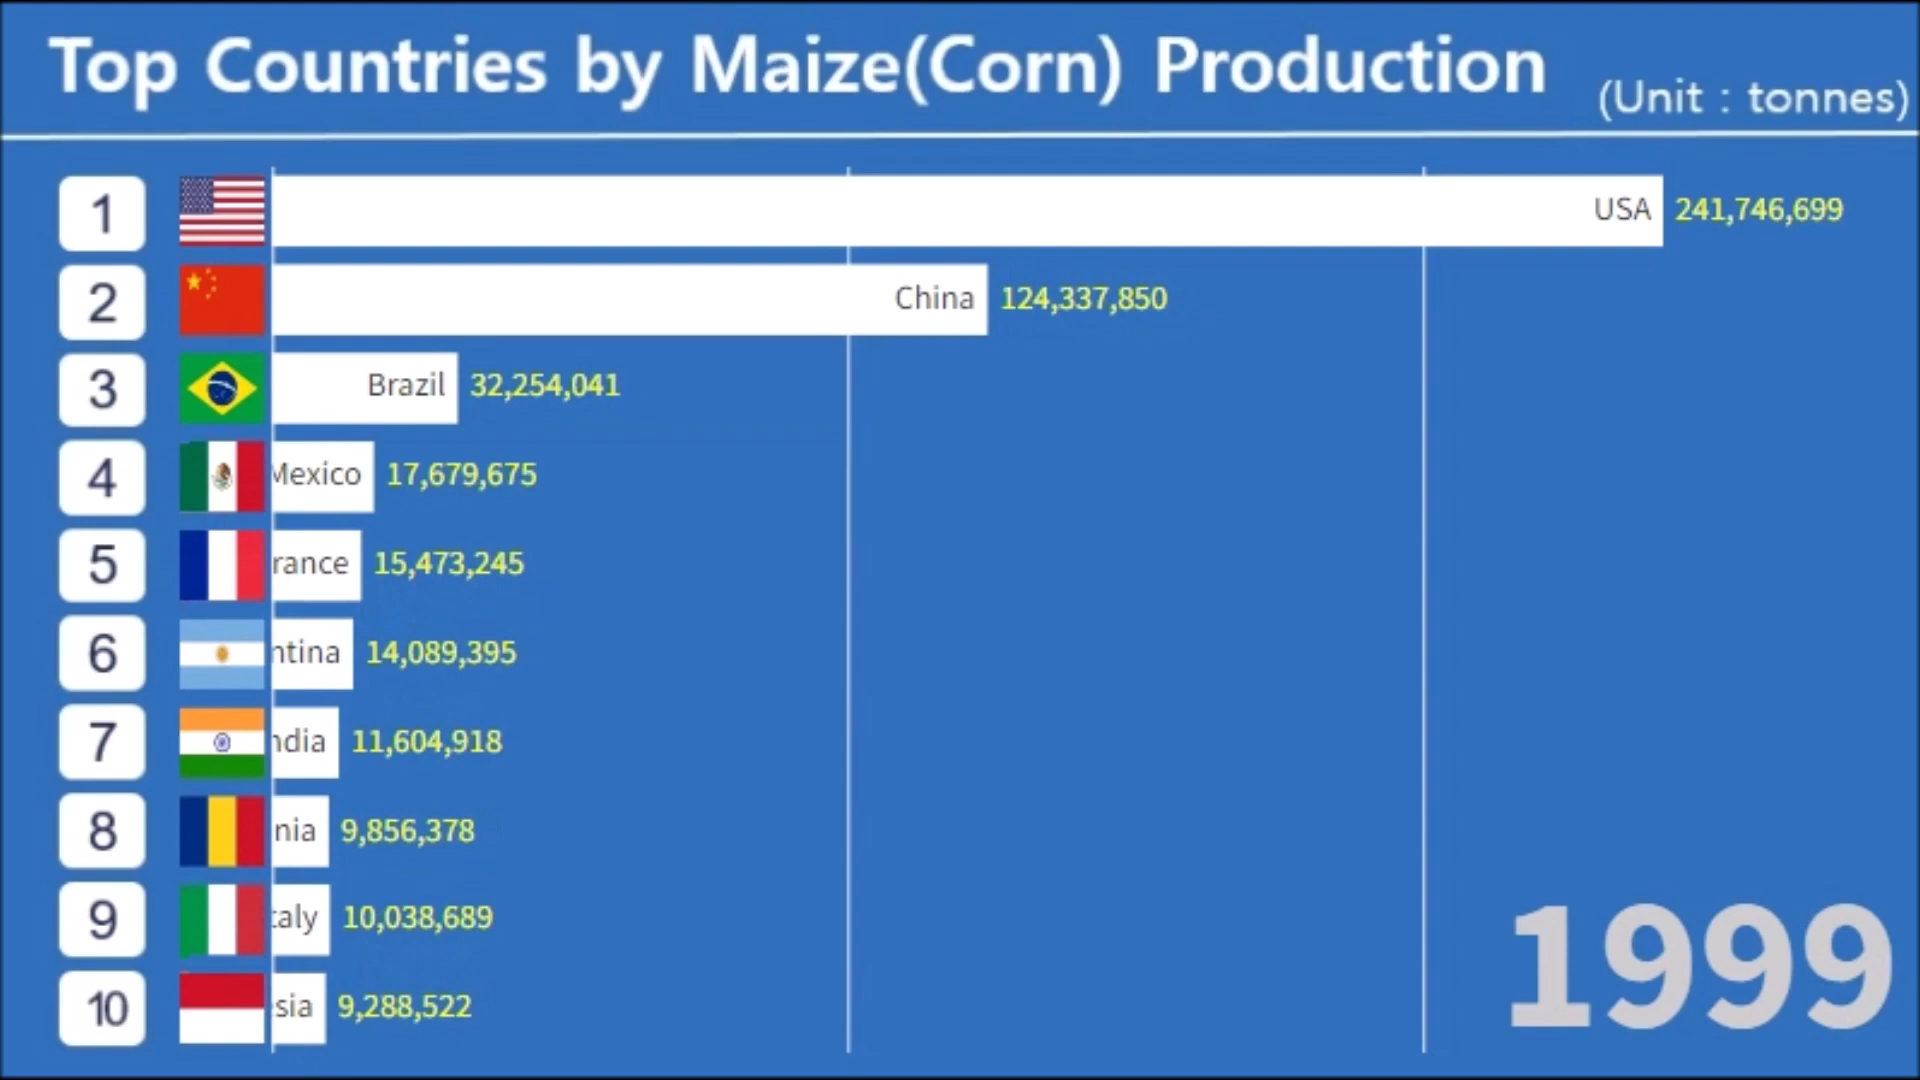 Top Countries by Maize(Corn) Production (Unit : tonnes)
1 USA 241,746,699
2 China 124,337,850
3 Brazil 32,254,041
4 Mexico 17,679,675
5 rance 15,473,245
6 ntina 14,089,395
7 ndia 11,604,918
8 nia 9,856,378
9 taly 10,038,689
10 sia 9,288,522
1999